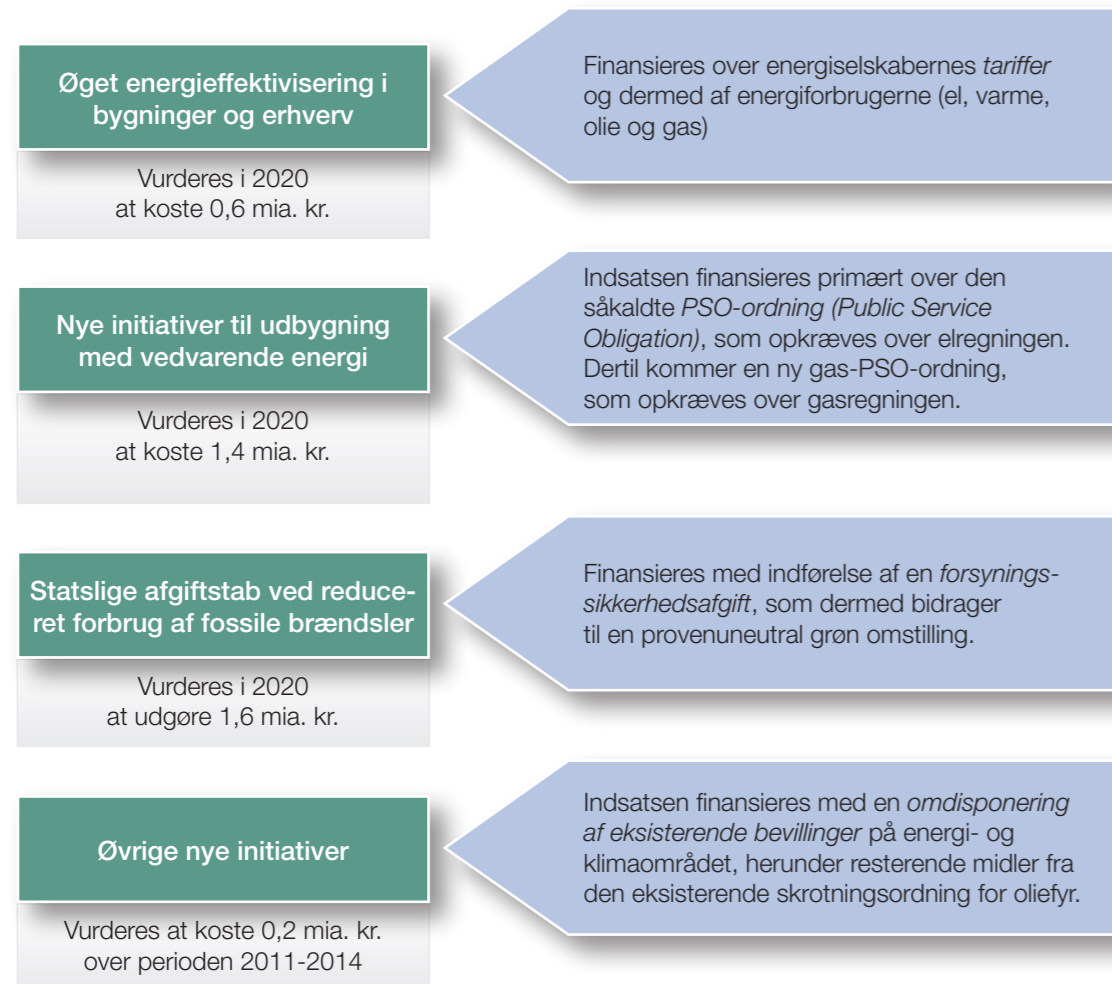 Øget energieffektivisering i
bygninger og erhverv
Vurderes i 2020
at koste 0,6 mia. kr.
Finansieres over energiselskabernes tariffer
og dermed af energiforbrugerne (el, varme,
olie og gas)
Nye initiativer til udbygning
med vedvarende energi
Vurderes i 2020
at koste 1,4 mia. kr.
Indsatsen finansieres primært over den
såkaldte PSO-ordning (Public Service
Obligation), som opkræves over elregningen.
Dertil kommer en ny gas-PSO-ordning,
som opkræves over gasregningen.
Statslige afgiftstab ved reduce-
ret forbrug af fossile brændsler
Vurderes i 2020
at udgøre 1,6 mia. kr.
Finansieres med indførelse af en forsynings-
sikkerhedsafgift, som dermed bidrager
til en provenuneutral grøn omstilling.
Øvrige nye initiativer
Vurderes at koste 0,2 mia. kr.
over perioden 2011-2014
Indsatsen finansieres med en omdisponering
af eksisterende bevillinger på energi- og
klimaområdet, herunder resterende midler fra
den eksisterende skrotningsordning for oliefyr.